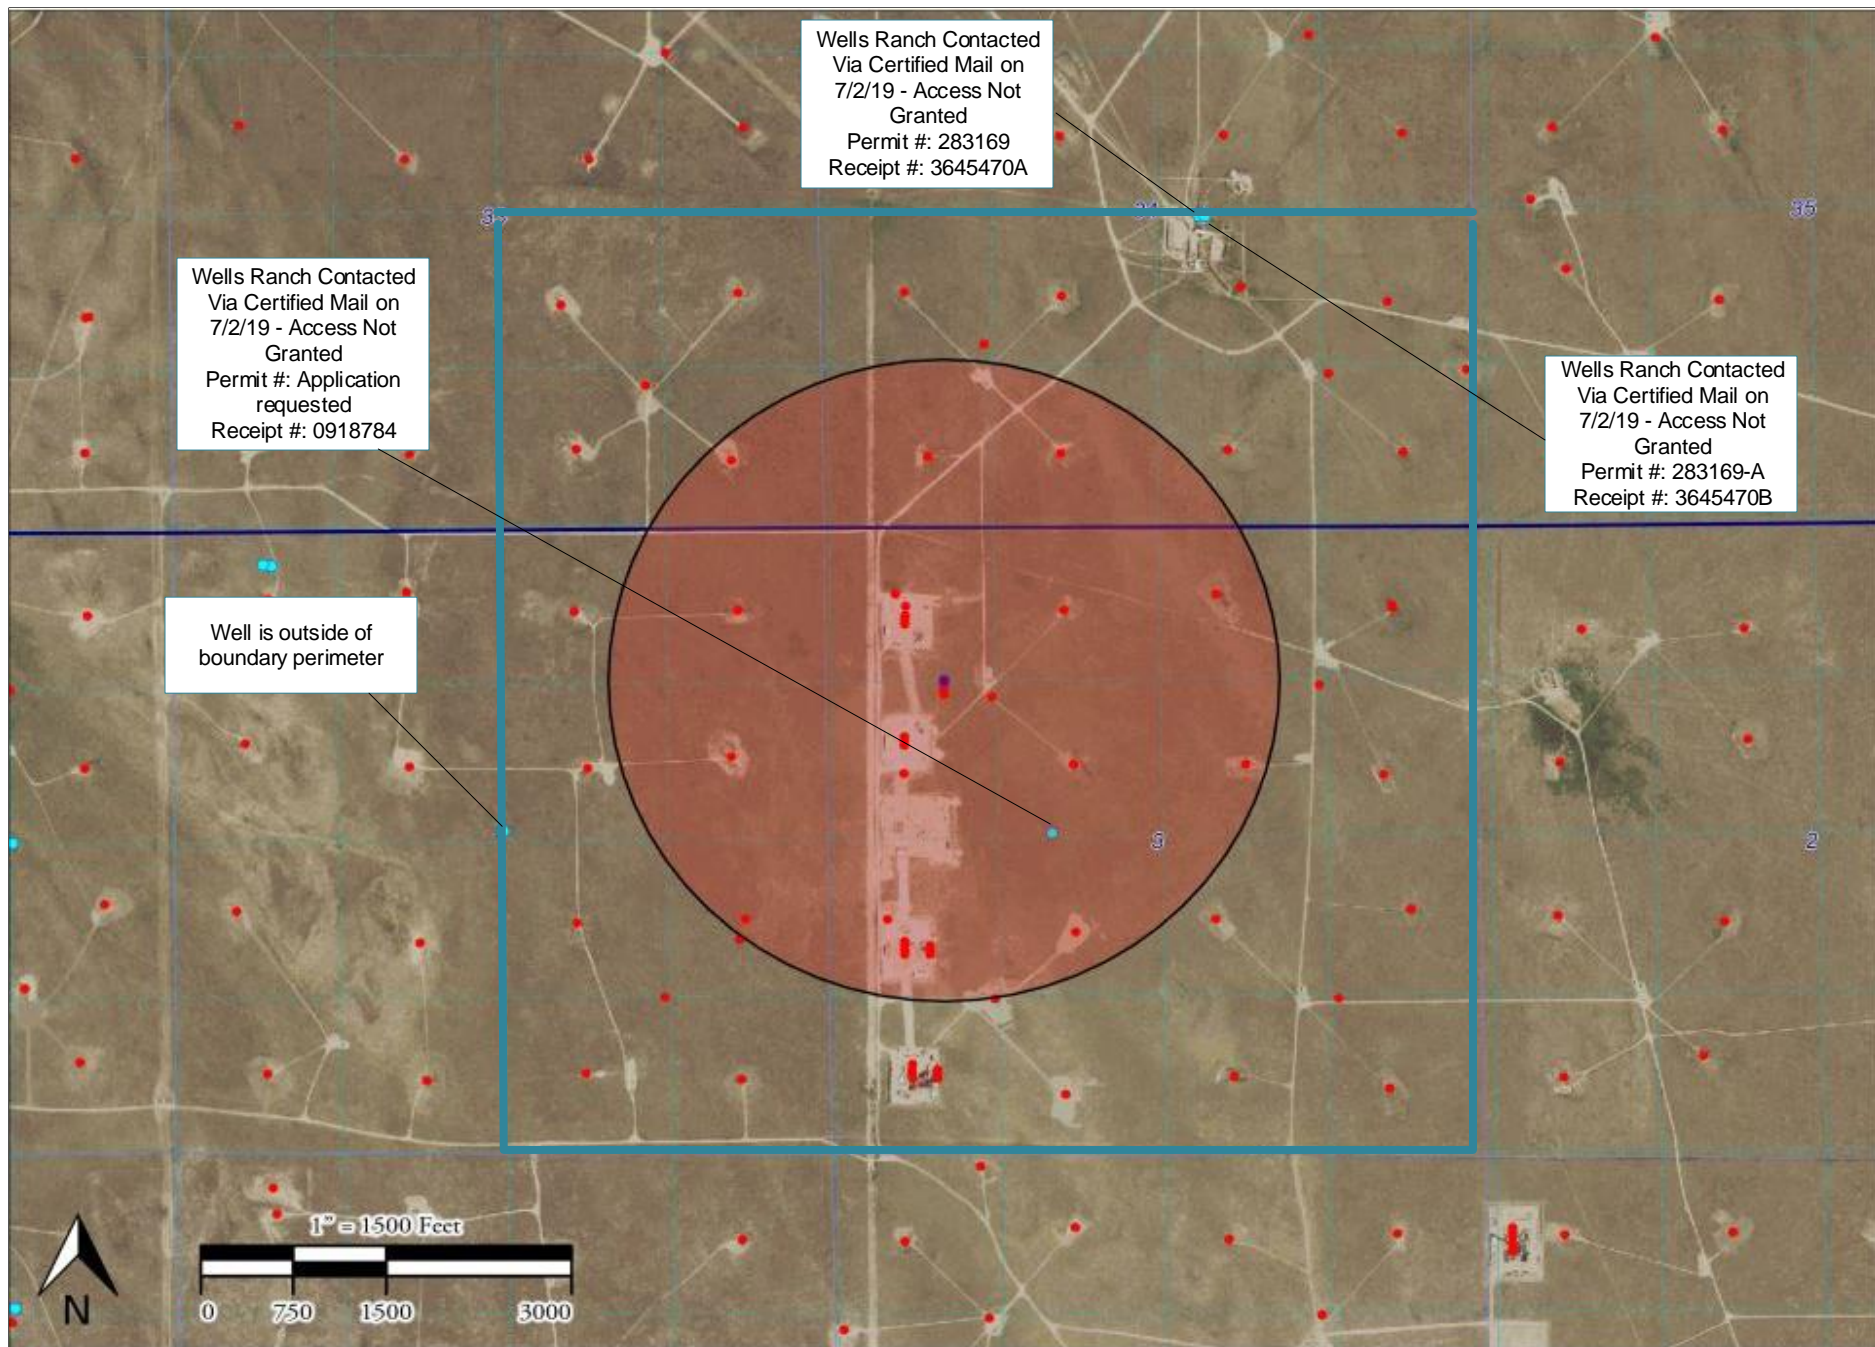 Wells Ranch Contacted
Via Certified Mail on
7/2/19 - Access Not
Granted
Permit #: 283169
Receipt #: 3645470A
35
Wells Ranch Contacted
Via Certified Mail on
7/2/19 - Access Not
Granted
Permit #: Application
requested
Receipt #: 0918784
Wells Ranch Contacted
Via Certified Mail on
7/2/19 - Access Not
Granted
Permit #: 283169-A
Receipt #: 3645470B
Well is outside of
boundary perimeter
3
2
1” = 1500 Feet
0 750 1500 3000
N